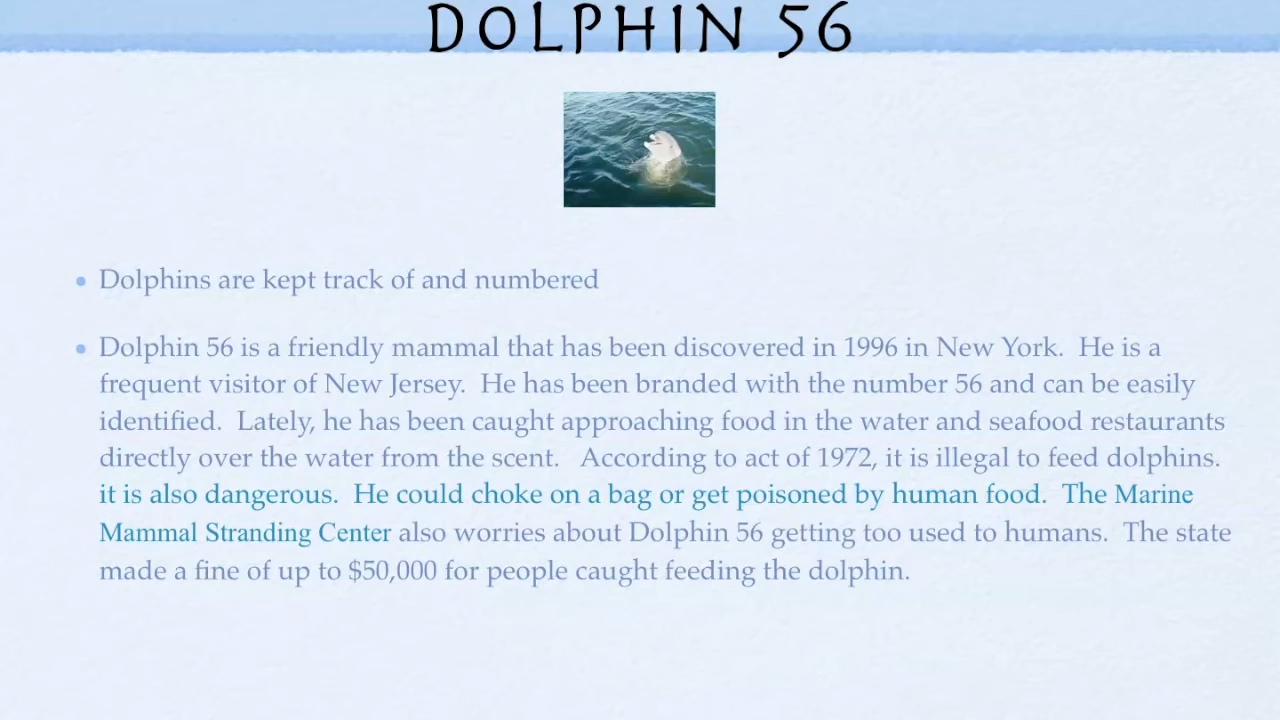 DOLPHIN 56
• Dolphins are kept track of and numbered
• Dolphin 56 is a friendly mammal that has been discovered in 1996 in New York.  He is a
frequent visitor of New Jersey.  He has been branded with the number 56 and can be easily
identified.  Lately, he has been caught approaching food in the water and seafood restaurants
directly over the water from the scent.   According to act of 1972, it is illegal to feed dolphins.
it is also dangerous.  He could choke on a bag or get poisoned by human food.  The Marine
Mammal Stranding Center also worries about Dolphin 56 getting too used to humans.  The state
made a fine of up to $50,000 for people caught feeding the dolphin.